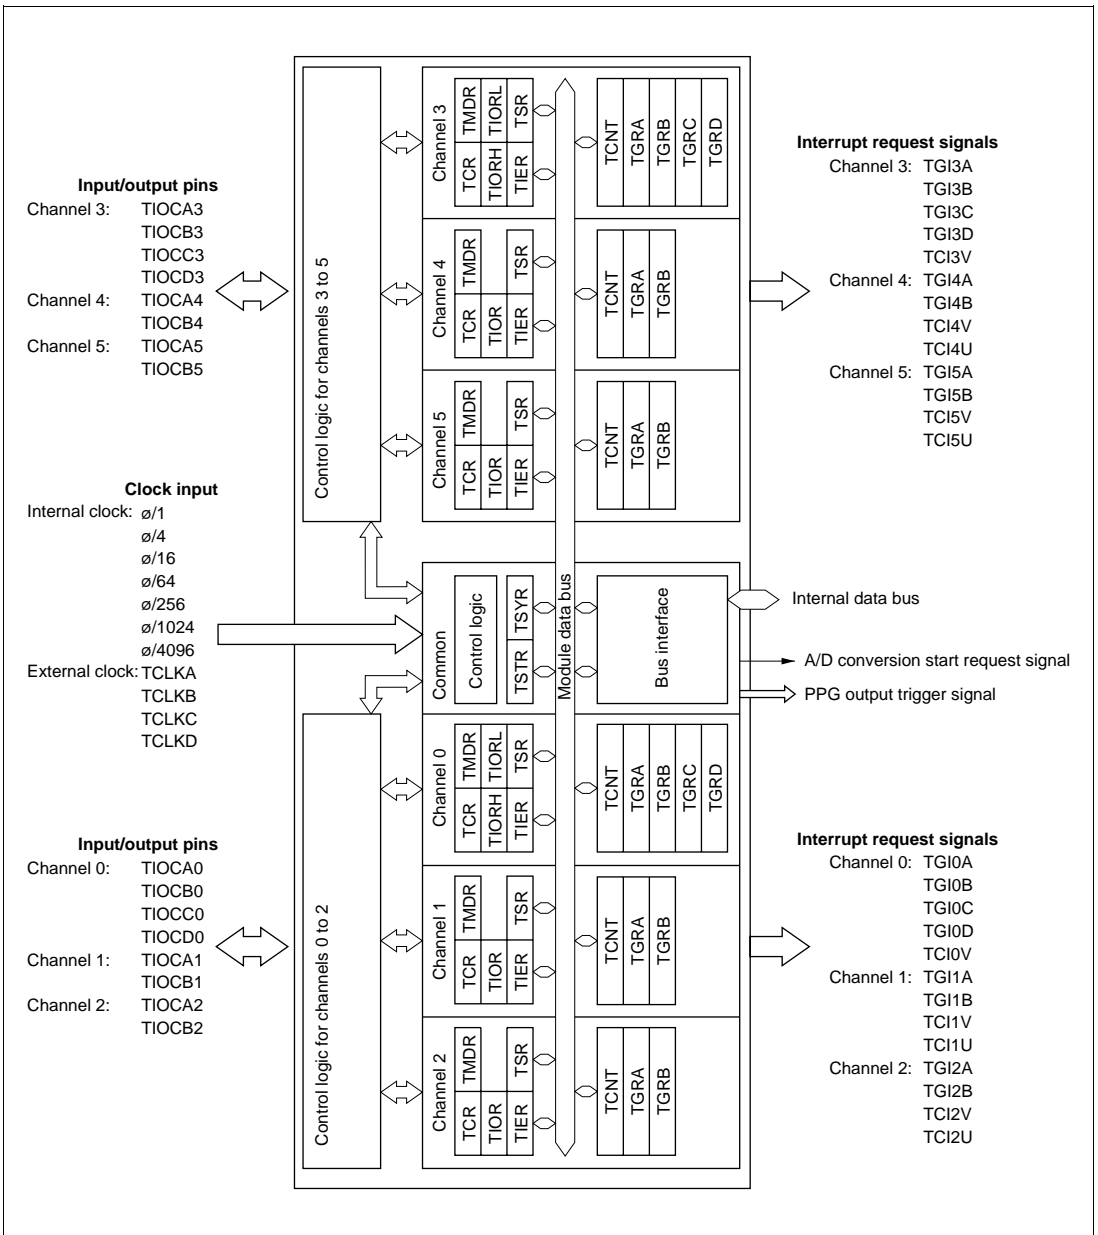 Input/output pins
Channel 3: TIOCA3
TIOCB3
TIOCC3
TIOCD3
Channel 4: TIOCA4
TIOCB4
Channel 5: TIOCA5
TIOCB5
Clock input
Internal clock: ø/1
ø/4
ø/16
ø/64
ø/256
ø/1024
ø/4096
External clock: TCLKA
TCLKB
TCLKC
TCLKD
Input/output pins
Channel 0: TIOCA0
TIOCB0
TIOCC0
TIOCD0
Channel 1: TIOCA1
TIOCB1
Channel 2: TIOCA2
TIOCB2
Control logic for channels 3 to 5
Control logic for channels 0 to 2
Channel 3
TCR TMDR
TIORH TIORL
TIER TSR
TCNT
TGRA
TGRB
TGRC
TGRD
Channel 4
TCR TMDR
TIOR
TIER TSR
TCNT
TGRA
TGRB
Channel 5
TCR TMDR
TIOR
TIER TSR
TCNT
TGRA
TGRB
Common
Control logic
TSTR TSYR
Module data bus
Bus interface
Channel 0
TCR TMDR
TIORH TIORL
TIER TSR
TCNT
TGRA
TGRB
TGRC
TGRD
Channel 1
TCR TMDR
TIOR
TIER TSR
TCNT
TGRA
TGRB
Channel 2
TCR TMDR
TIOR
TIER TSR
TCNT
TGRA
TGRB
Interrupt request signals
Channel 3: TGI3A
TGI3B
TGI3C
TGI3D
TCI3V
Channel 4: TGI4A
TGI4B
TCI4V
TCI4U
Channel 5: TGI5A
TGI5B
TCI5V
TCI5U
Internal data bus
A/D conversion start request signal
PPG output trigger signal
Interrupt request signals
Channel 0: TGI0A
TGI0B
TGI0C
TGI0D
TCI0V
Channel 1: TGI1A
TGI1B
TCI1V
TCI1U
Channel 2: TGI2A
TGI2B
TCI2V
TCI2U